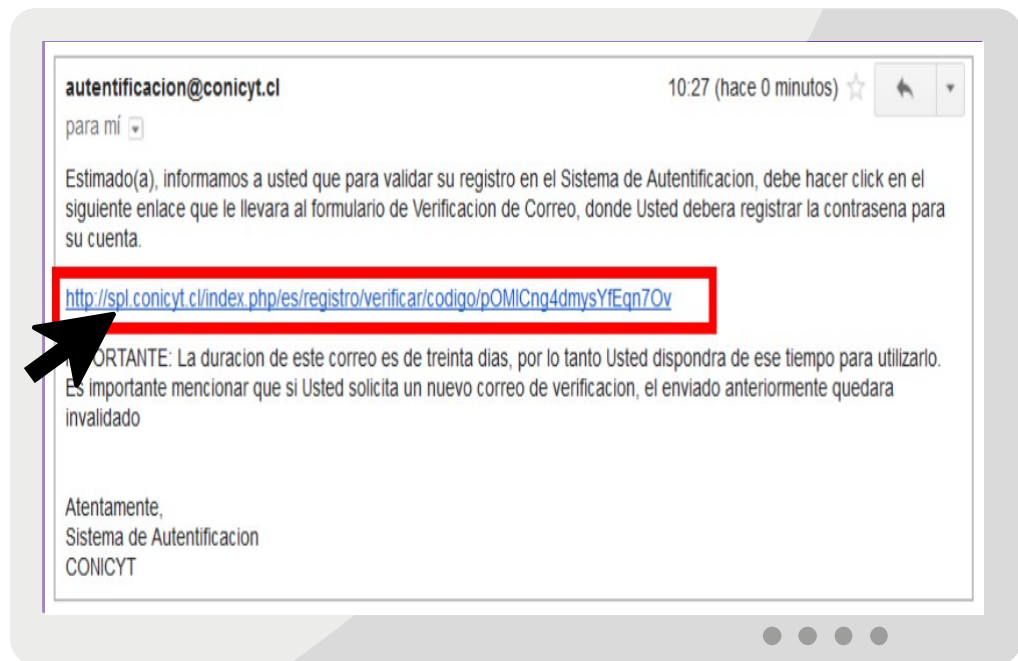 autentificacion@conicyt.cl
10:27 (hace 0 minutos)
para mí
Estimado(a), informamos a usted que para validar su registro en el Sistema de Autentificacion, debe hacer click en el
siguiente enlace que le llevara al formulario de Verificacion de Correo, donde Usted debera registrar la contrasena para
su cuenta.
http://spl.conicyt.cl/index.php/es/registro/verificar/codigo/pOMlCng4dmysYfEqn7Ov
ORTANTE: La duracion de este correo es de treinta dias, por lo tanto Usted dispondra de ese tiempo para utilizarlo.
Es importante mencionar que si Usted solicita un nuevo correo de verificacion, el enviado anteriormente quedara
invalidado
Atentamente,
Sistema de Autentificacion
CONICYT